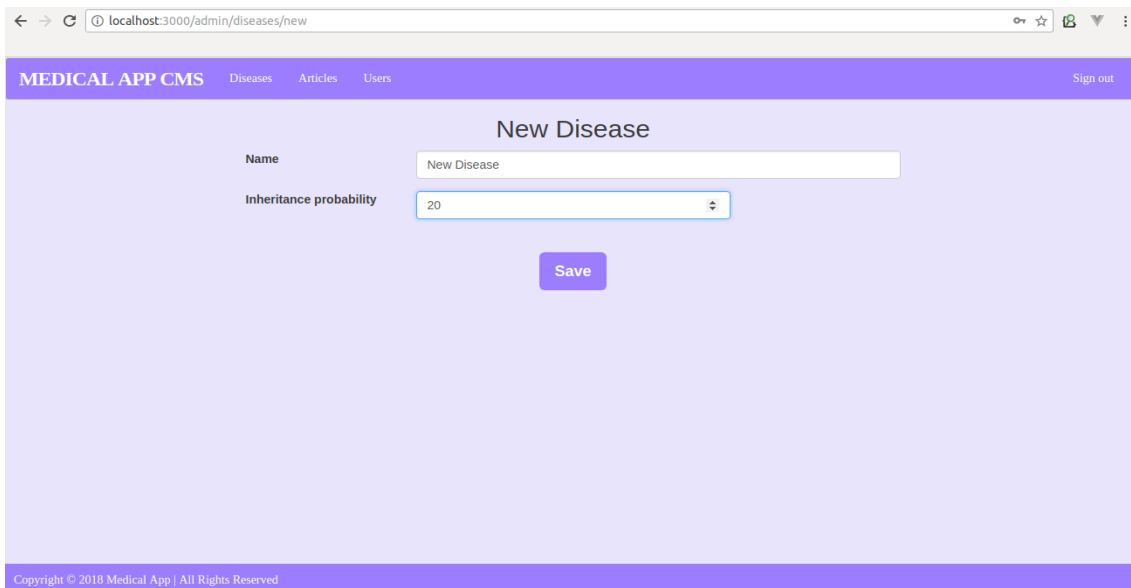 localhost:3000/admin/diseases/new
MEDICAL APP CMS Diseases Articles Users Sign out
New Disease
Name New Disease
Inheritance probability 20
Save
Copyright © 2018 Medical App | All Rights Reserved